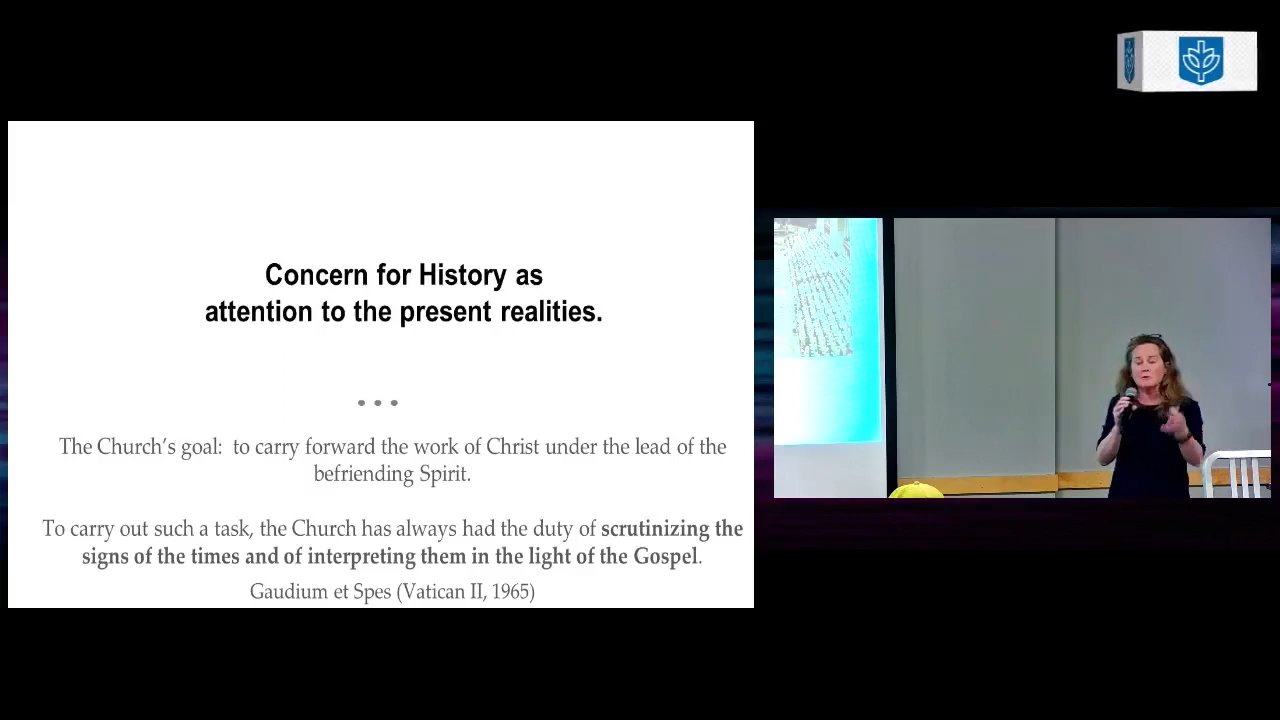 Concern for History as
attention to the present realities.
• • •
The Church’s goal:  to carry forward the work of Christ under the lead of the
befriending Spirit.
To carry out such a task, the Church has always had the duty of scrutinizing the
signs of the times and of interpreting them in the light of the Gospel.
Gaudium et Spes (Vatican II, 1965)